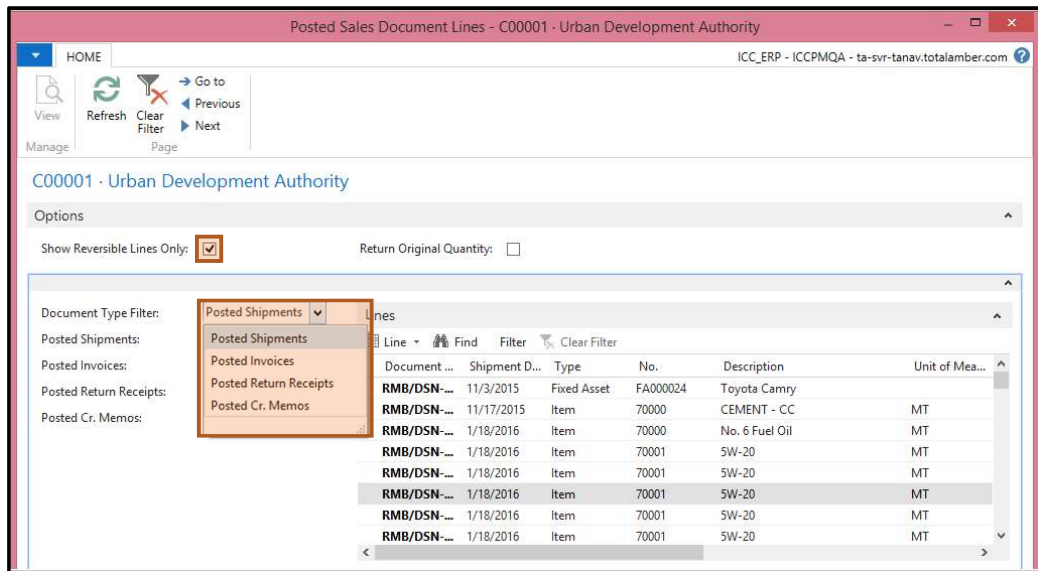 Posted Sales Document Lines - C00001 · Urban Development Authority
HOME
ICC_ERP - ICCPMQA - ta-svr-tanav.totalamber.com
View
Refresh
Clear Filter
Go to
Previous
Next
Manage
Page
C00001 · Urban Development Authority
Options
Show Reversible Lines Only:
Return Original Quantity:
Document Type Filter: Posted Shipments
Posted Shipments:
Posted Invoices:
Posted Return Receipts:
Posted Cr. Memos:
Posted Shipments
Posted Invoices
Posted Return Receipts
Posted Cr. Memos
Line Find Filter Clear Filter
Document ... Shipment D... Type No. Description Unit of Mea...
RMB/DSN-... 11/3/2015 Fixed Asset FA000024 Toyota Camry
RMB/DSN-... 11/17/2015 Item 70000 CEMENT - CC MT
RMB/DSN-... 1/18/2016 Item 70000 No. 6 Fuel Oil MT
RMB/DSN-... 1/18/2016 Item 70001 5W-20 MT
RMB/DSN-... 1/18/2016 Item 70001 5W-20 MT
RMB/DSN-... 1/18/2016 Item 70001 5W-20 MT
RMB/DSN-... 1/18/2016 Item 70001 5W-20 MT
RMB/DSN-... 1/18/2016 Item 70001 5W-20 MT